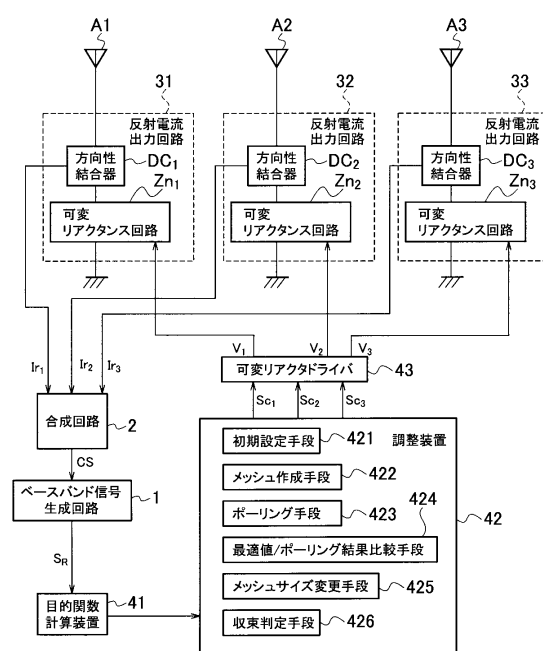 A1
A2
A3
31
32
33
反射電流
出力回路
反射電流
出力回路
反射電流
出力回路
方向性
結合器
DC1
方向性
結合器
DC2
方向性
結合器
DC3
Zn1
Zn2
Zn3
可変
リアクタンス回路
可変
リアクタンス回路
可変
リアクタンス回路
Ir1
Ir2
Ir3
V1
V2
V3
可変リアクタドライバ
43
Sc1
Sc2
Sc3
合成回路
2
CS
ベースバンド信号
生成回路
1
SR
目的関数
計算装置
41
調整装置
42
初期設定手段
421
メッシュ作成手段
422
ポーリング手段
423
424
最適値/ポーリング結果比較手段
メッシュサイズ変更手段
425
収束判定手段
426